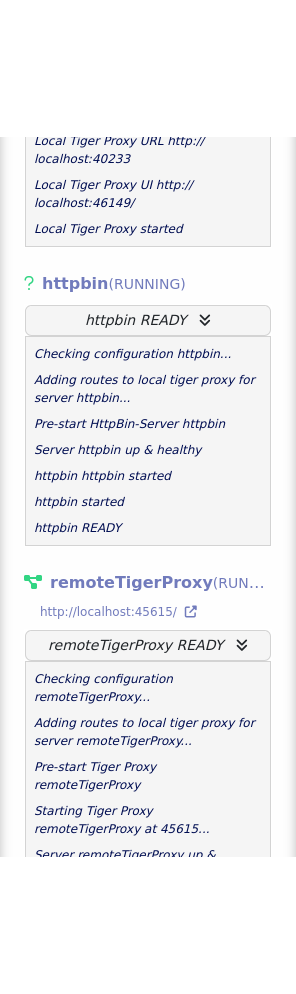 Local Tiger Proxy URL http://
localhost:40233
Local Tiger Proxy UI http://
localhost:46149/
Local Tiger Proxy started
httpbin(RUNNING)
httpbin READY
Checking configuration httpbin...
Adding routes to local tiger proxy for
server httpbin...
Pre-start HttpBin-Server httpbin
Server httpbin up & healthy
httpbin httpbin started
httpbin started
httpbin READY
remoteTigerProxy(RUN...
http://localhost:45615/
remoteTigerProxy READY
Checking configuration
remoteTigerProxy...
Adding routes to local tiger proxy for
server remoteTigerProxy...
Pre-start Tiger Proxy
remoteTigerProxy
Starting Tiger Proxy
remoteTigerProxy at 45615...
Server remoteTigerProxy up &